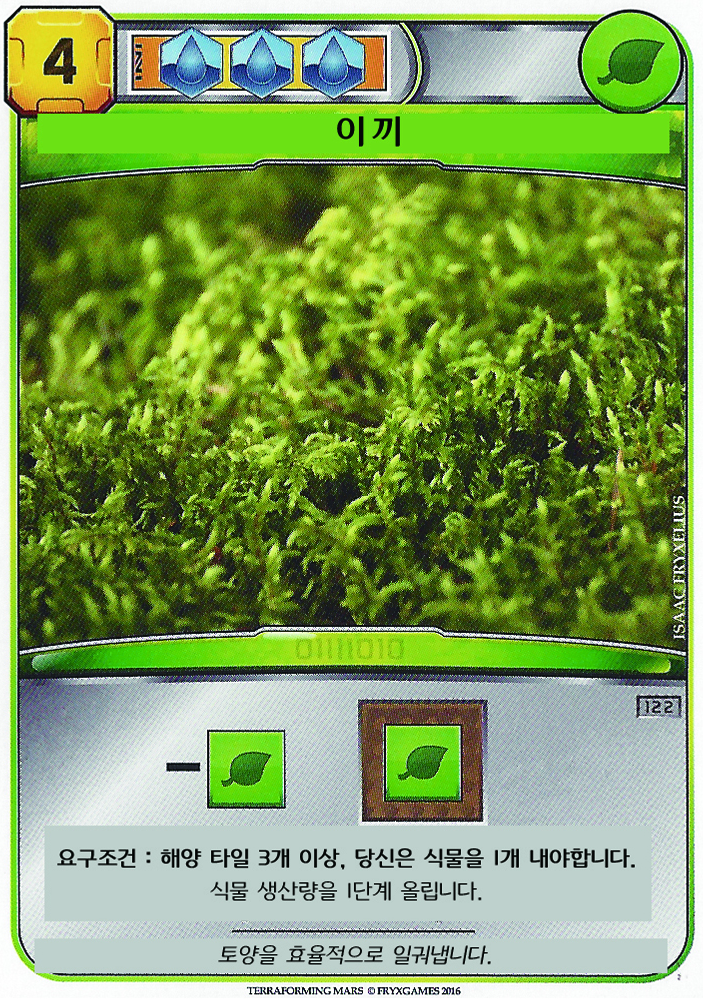 4
이끼
ISAAC FRYXELIUS
01111010
122
요구조건 : 해양 타일 3개 이상, 당신은 식물을 1개 내야합니다.
식물 생산량을 1단계 올립니다.
토양을 효율적으로 일궈냅니다.
TERRAFORMING MARS © FRYXGAMES 2016